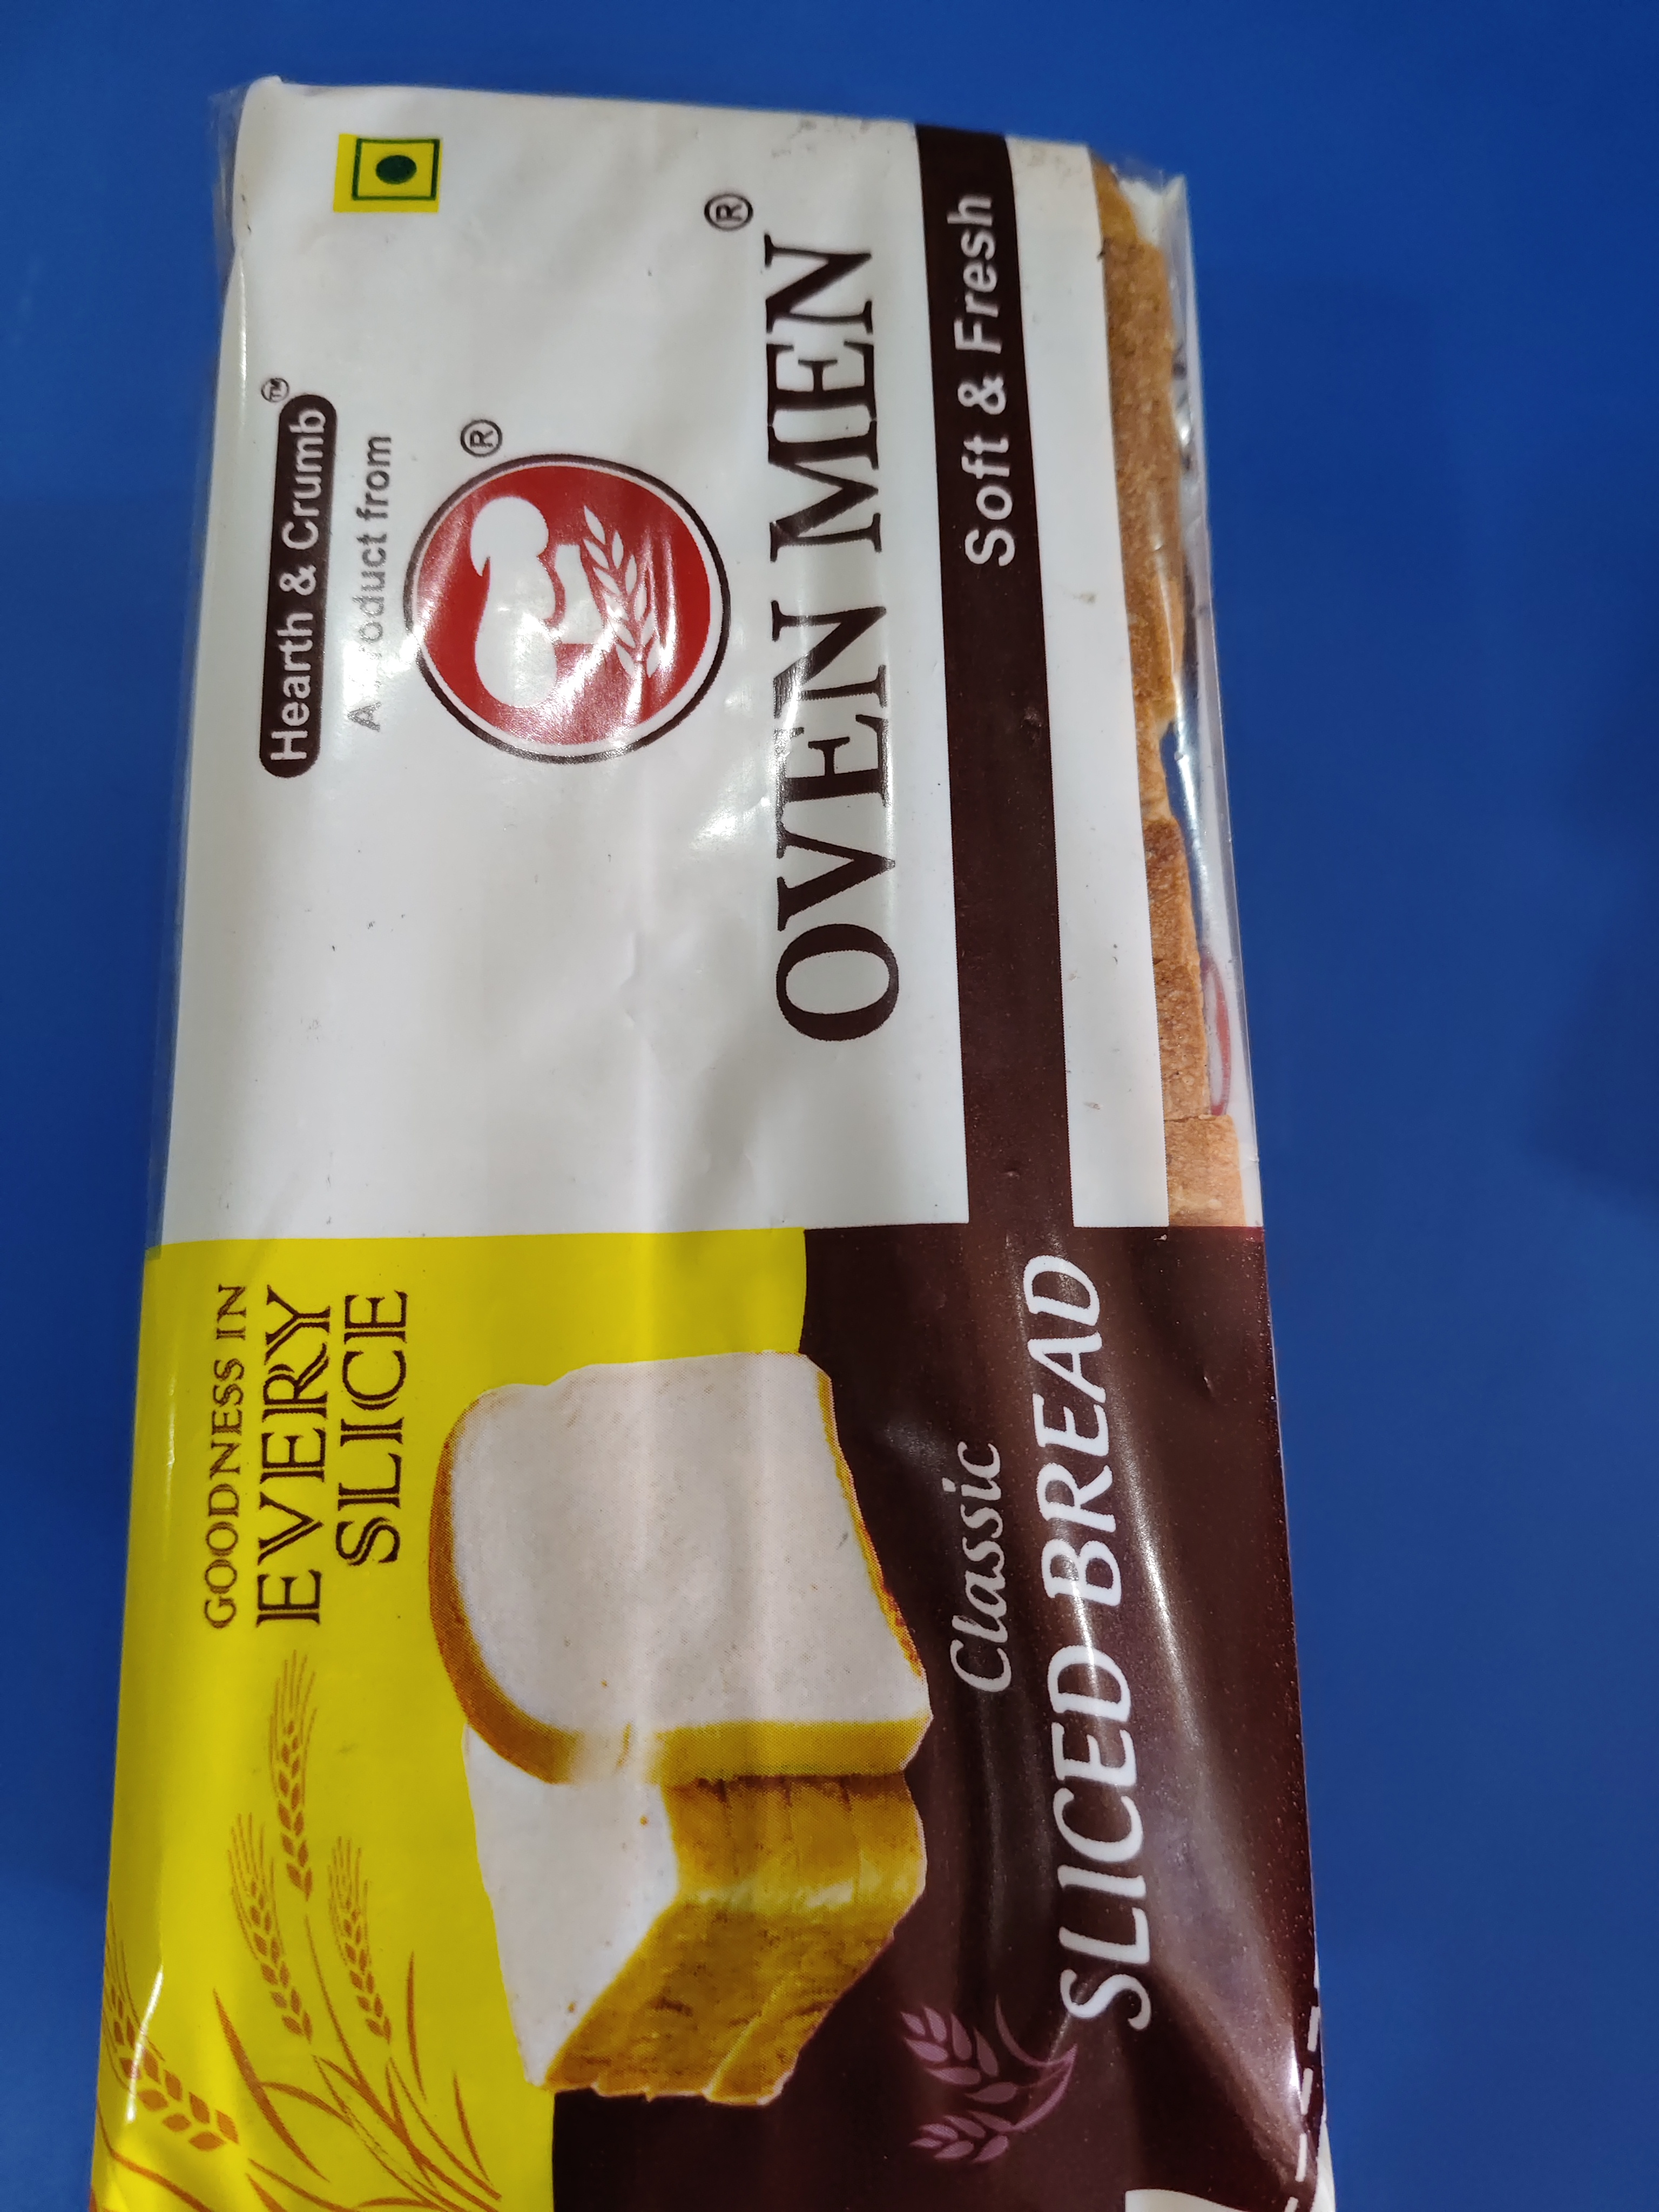 Hearth & Crumb™
A product from
®
OVEN MEN®
Soft & Fresh
GOODNESS IN
EVERY
SLICE
Classic
SLICED BREAD